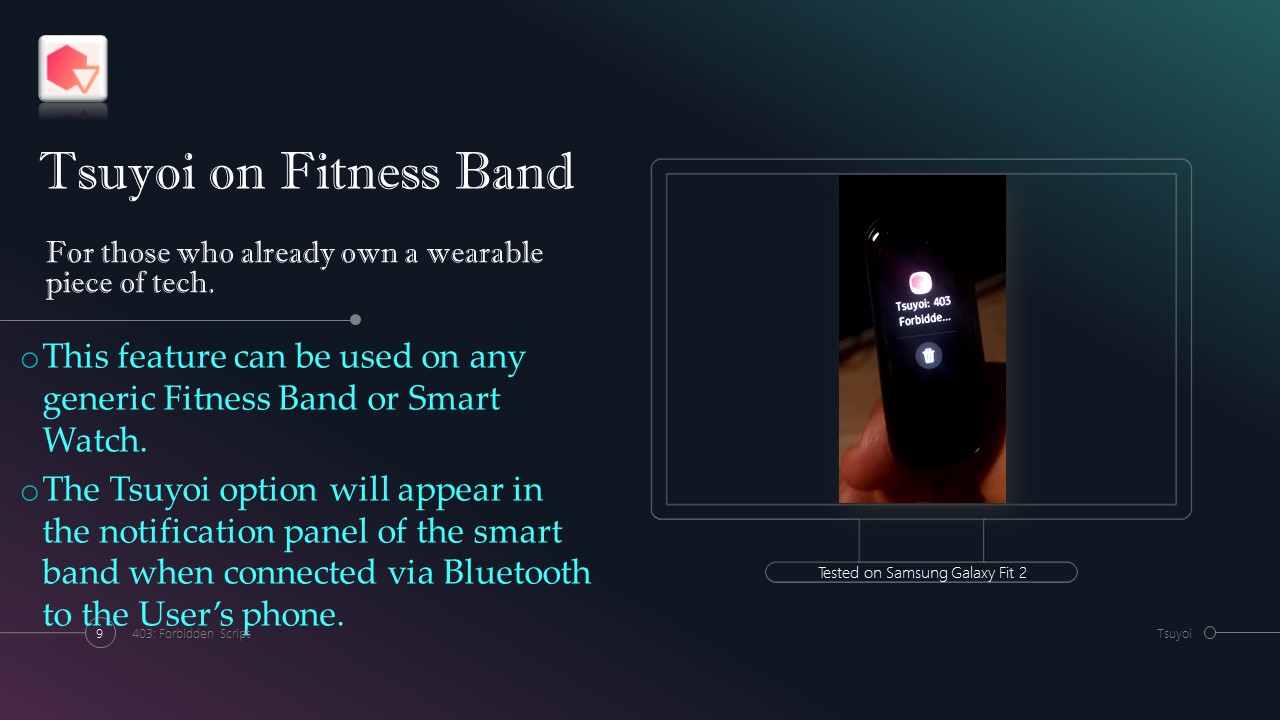 Tsuyoi on Fitness Band
For those who already own a wearable
piece of tech.
This feature can be used on any
generic Fitness Band or Smart
Watch.
The Tsuyoi option will appear in
the notification panel of the smart
band when connected via Bluetooth
to the User’s phone.
Tsuyoi: 403
Forbidde...
Tested on Samsung Galaxy Fit 2
9
403: Forbidden Script
Tsuyoi